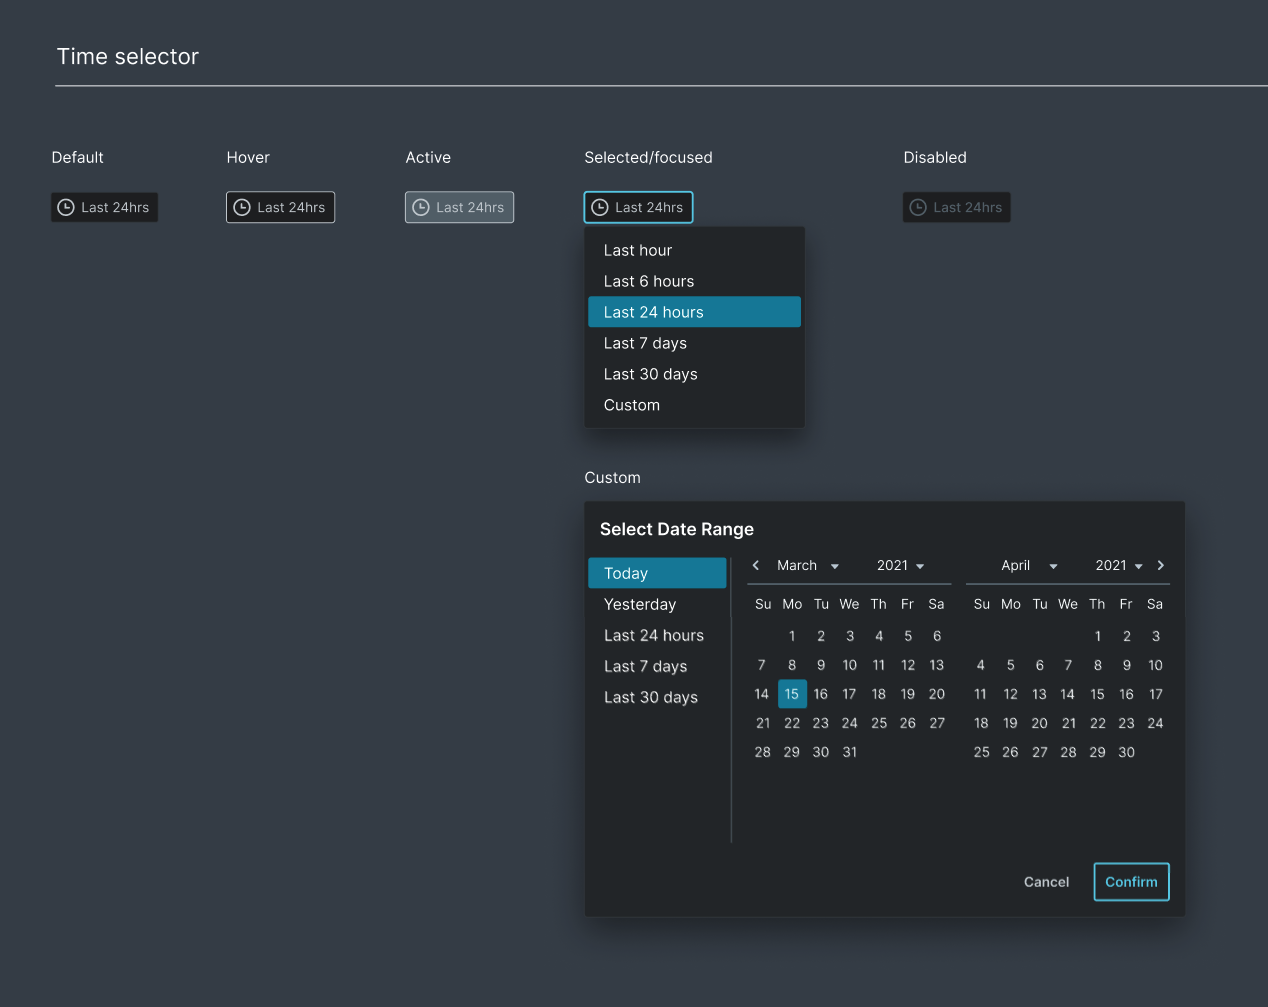 Time selector
Default Hover Active Selected/focused Disabled
Last 24hrs Last 24hrs Last 24hrs Last 24hrs Last 24hrs
Last hour
Last 6 hours
Last 24 hours
Last 7 days
Last 30 days
Custom
Custom
Select Date Range
Today
Yesterday
Last 24 hours
Last 7 days
Last 30 days
March 2021
Su Mo Tu We Th Fr Sa
1 2 3 4 5 6
7 8 9 10 11 12 13
14 15 16 17 18 19 20
21 22 23 24 25 26 27
28 29 30 31
April 2021
Su Mo Tu We Th Fr Sa
1 2 3
4 5 6 7 8 9 10
11 12 13 14 15 16 17
18 19 20 21 22 23 24
25 26 27 28 29 30
Cancel Confirm